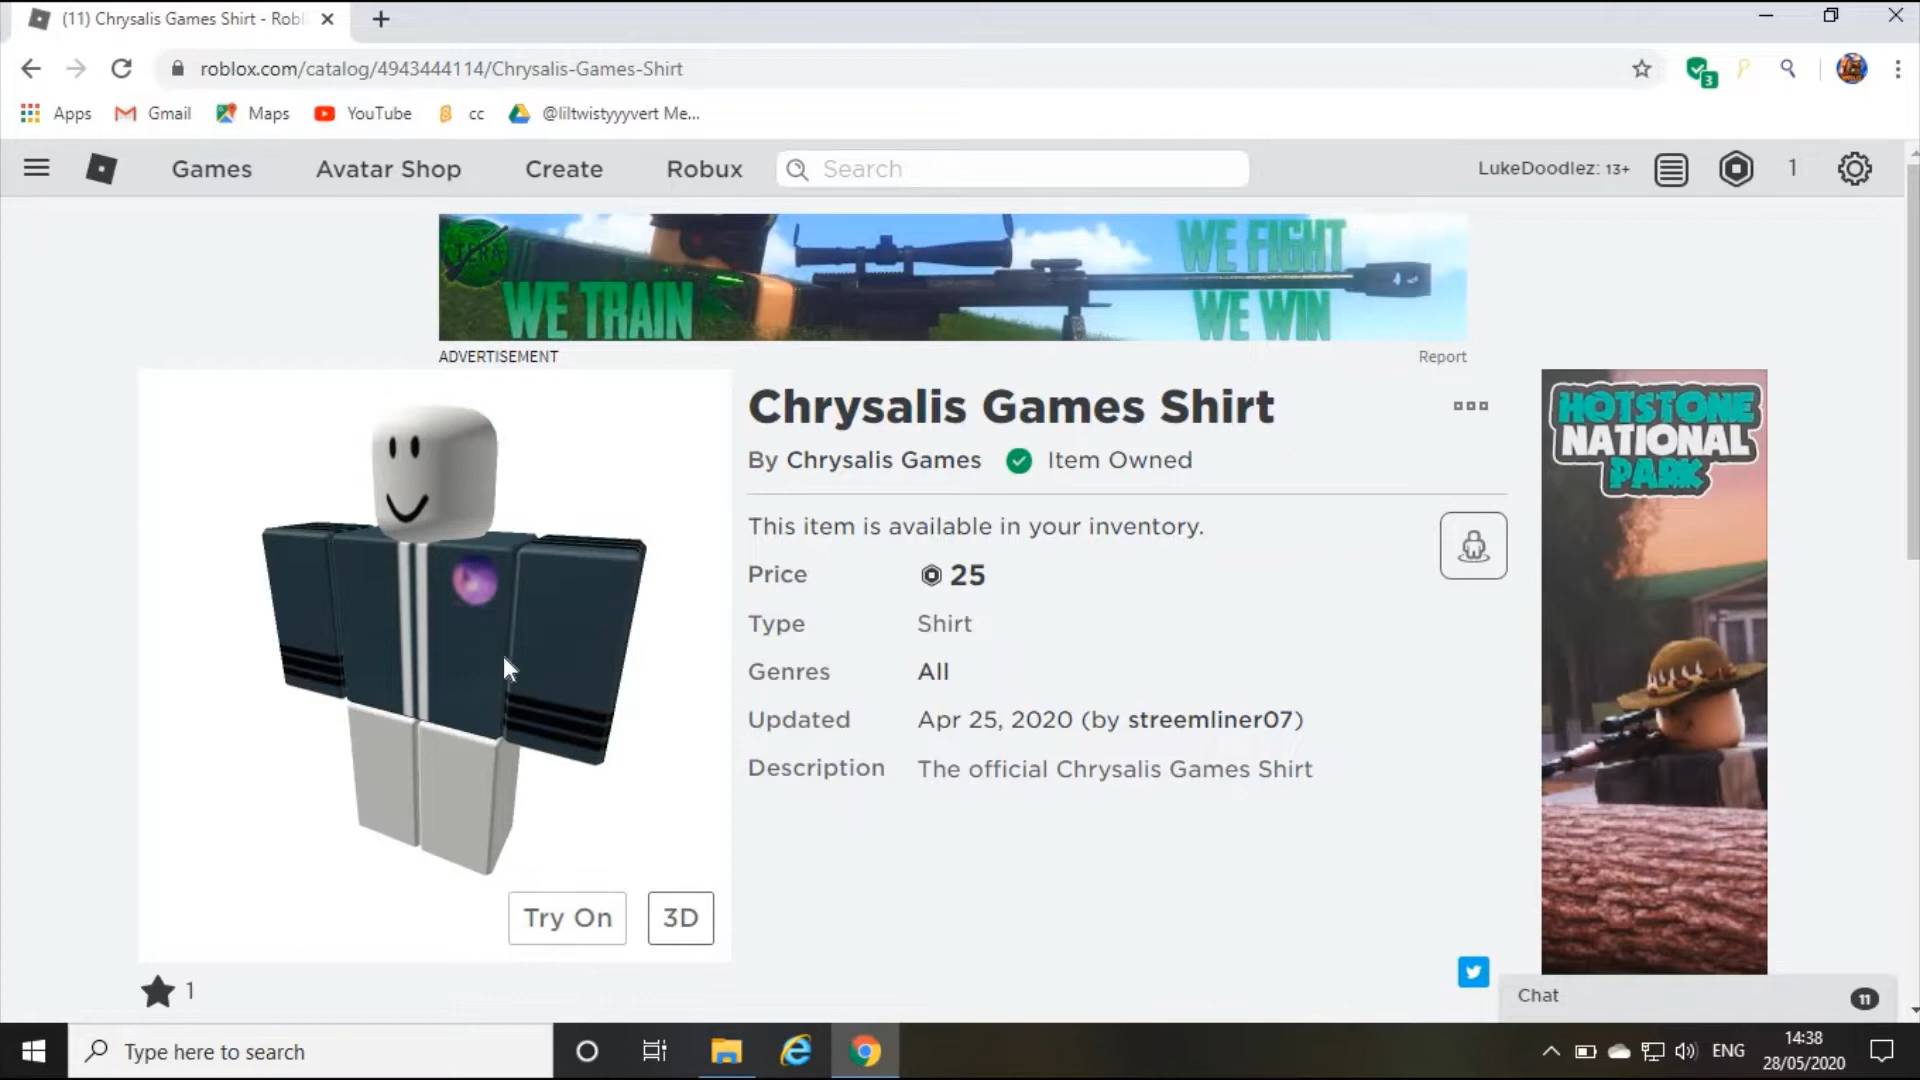 (11) Chrysalis Games Shirt - Robl
roblox.com/catalog/4943444114/Chrysalis-Games-Shirt
3
Apps Gmail Maps YouTube cc @liltwistyyyvert Me...
Games Avatar Shop Create Robux Search LukeDoodlez: 13+ 1
TERA
WE TRAIN
WE FIGHT
WE WIN
ADVERTISEMENT Report
Chrysalis Games Shirt
By Chrysalis Games Item Owned
This item is available in your inventory.
Price 25
Type Shirt
Genres All
Updated Apr 25, 2020 (by streemliner07)
Description The official Chrysalis Games Shirt
Try On 3D
1
HOTSTONE
NATIONAL
PARK
Chat 11
Type here to search
ENG
14:38
28/05/2020